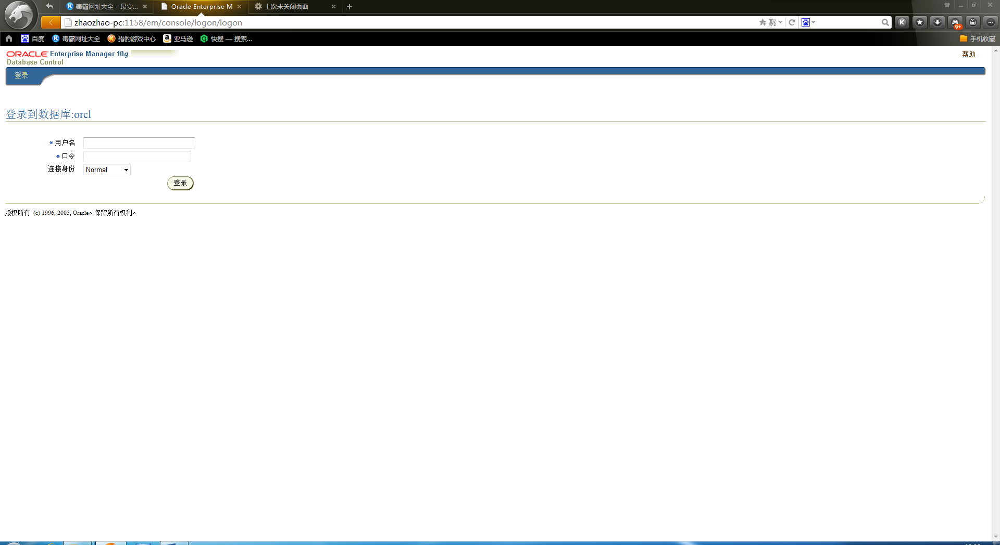 毒霸网址大全 - 最安...
Oracle Enterprise M
上次未关闭页面
zhaozhao-pc:1158/em/console/logon/logon
9+
百度
毒霸网址大全
猎豹游戏中心
亚马逊
快搜 — 搜索...
手机收藏
ORACLE Enterprise Manager 10g
Database Control
帮助
登录
登录到数据库:orcl
* 用户名
* 口令
连接身份 Normal
登录
版权所有 (c) 1996, 2005, Oracle。保留所有权利。